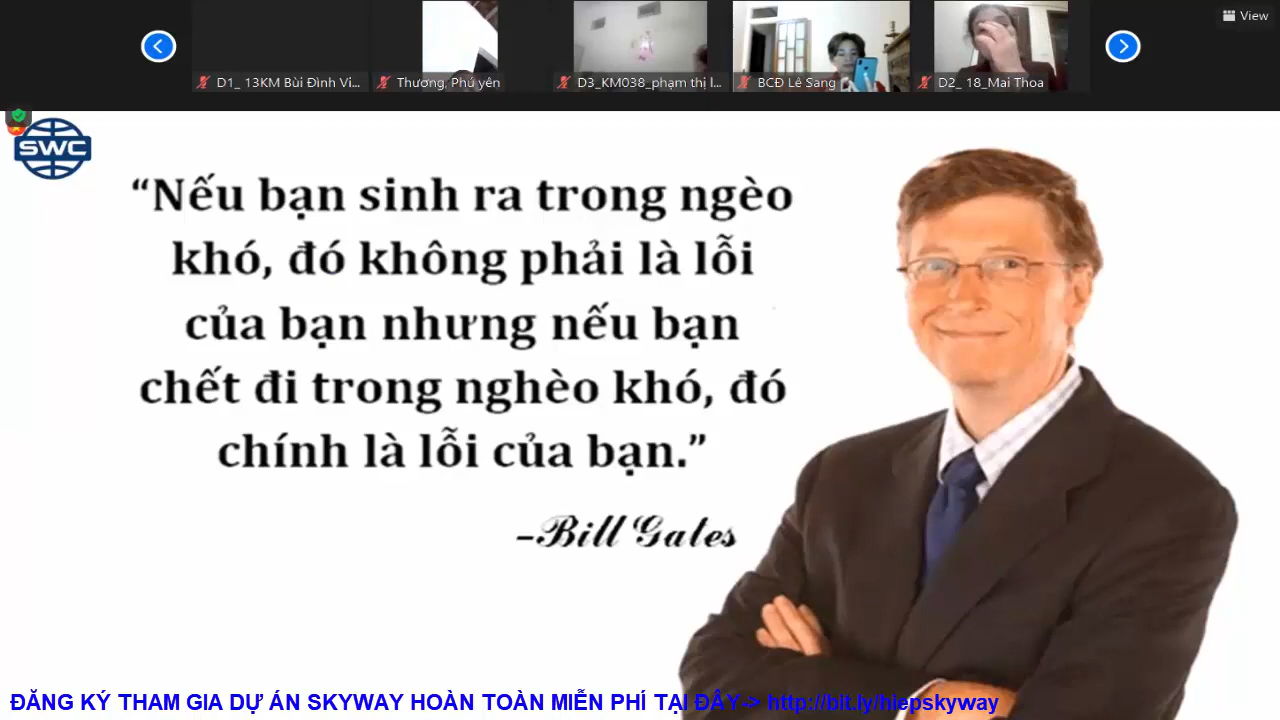 View
D1_ 13KM Bùi Đình Vi...
Thương, Phú yên
D3_KM038_phạm thị l...
BCĐ Lê Sang
D2_ 18_Mai Thoa
SWC
“Nếu bạn sinh ra trong ngèo
khó, đó không phải là lỗi
của bạn nhưng nếu bạn
chết đi trong nghèo khó, đó
chính là lỗi của bạn.”
–Bill Gates
ĐĂNG KÝ THAM GIA DỰ ÁN SKYWAY HOÀN TOÀN MIỄN PHÍ TẠI ĐÂY-> http://bit.ly/hiepskyway